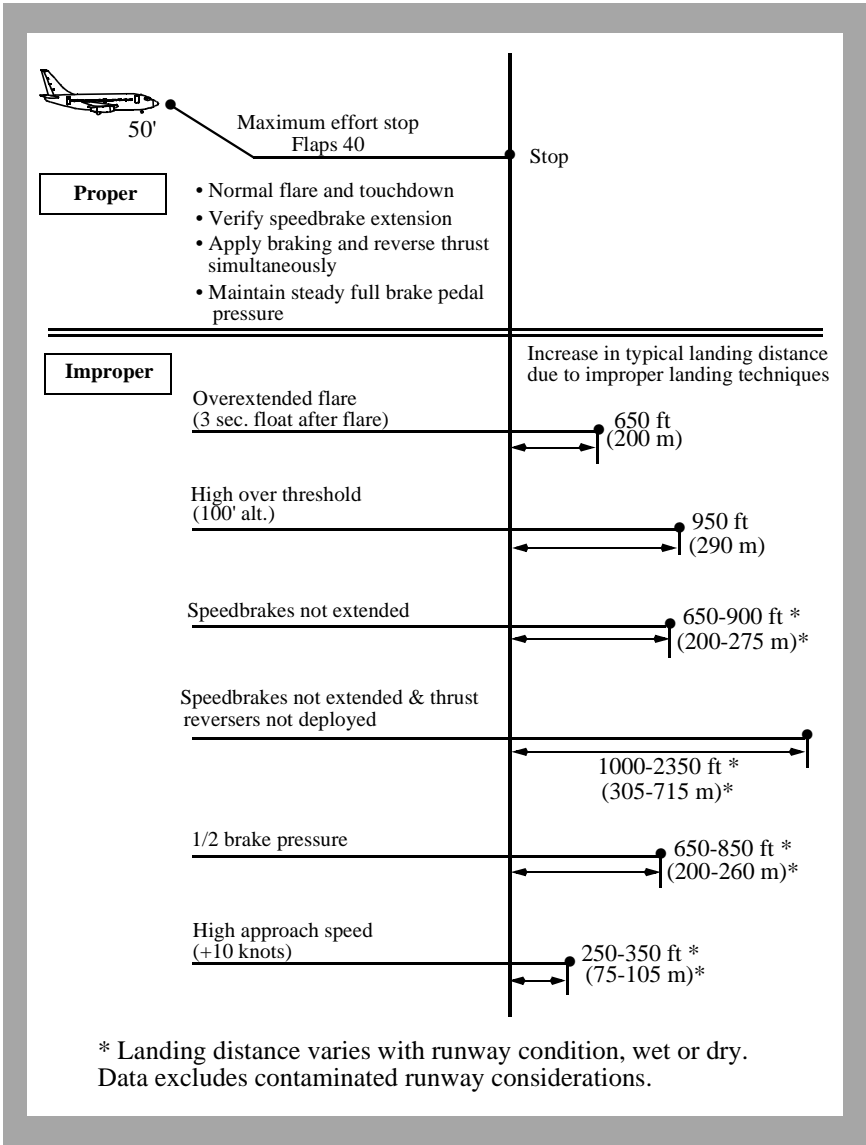 50'
Maximum effort stop
Flaps 40
Stop
Proper
• Normal flare and touchdown
• Verify speedbrake extension
• Apply braking and reverse thrust
simultaneously
• Maintain steady full brake pedal
pressure
Improper
Increase in typical landing distance
due to improper landing techniques
Overextended flare
(3 sec. float after flare)
650 ft
(200 m)
High over threshold
(100' alt.)
950 ft
(290 m)
Speedbrakes not extended
650-900 ft *
(200-275 m)*
Speedbrakes not extended & thrust
reversers not deployed
1000-2350 ft *
(305-715 m)*
1/2 brake pressure
650-850 ft *
(200-260 m)*
High approach speed
(+10 knots)
250-350 ft *
(75-105 m)*
* Landing distance varies with runway condition, wet or dry.
Data excludes contaminated runway considerations.